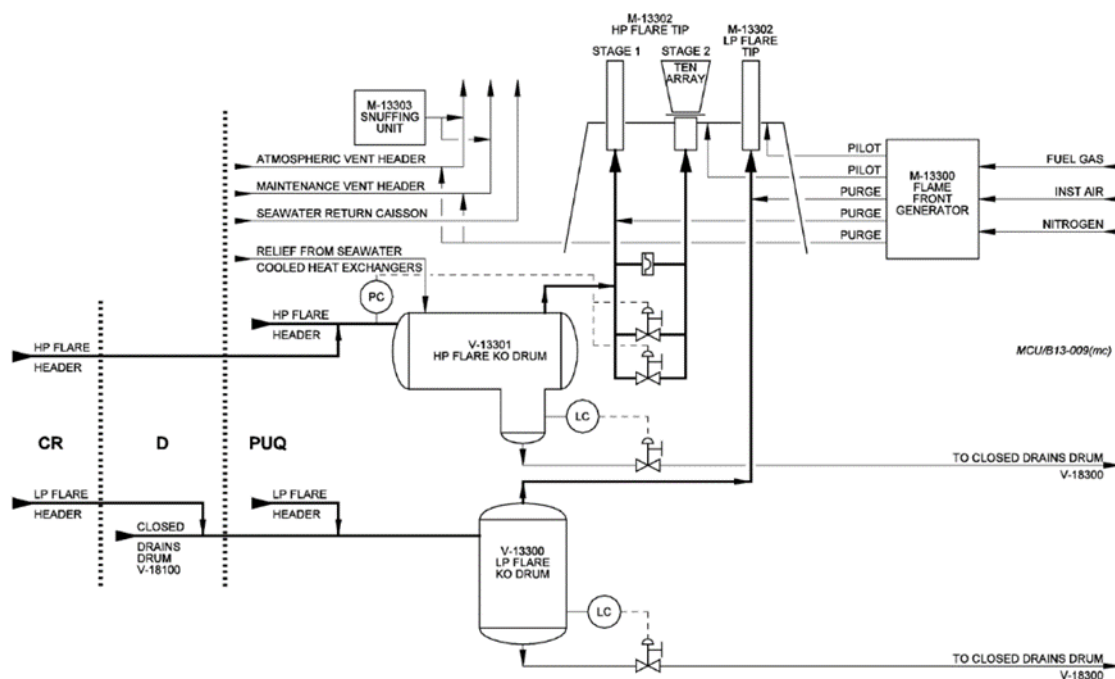 M-13302
HP FLARE TIP
M-13302
LP FLARE
TIP
STAGE 1
STAGE 2
TEN
ARRAY
M-13303
SNUFFING
UNIT
ATMOSPHERIC VENT HEADER
MAINTENANCE VENT HEADER
SEAWATER RETURN CAISSON
RELIEF FROM SEAWATER
COOLED HEAT EXCHANGERS
PILOT
PILOT
PURGE
PURGE
PURGE
M-13300
FLAME
FRONT
GENERATOR
FUEL GAS
INST AIR
NITROGEN
PC
HP FLARE
HEADER
HP FLARE
HEADER
V-13301
HP FLARE KO DRUM
MCU/B13-009(mc)
LC
CR
D
PUQ
TO CLOSED DRAINS DRUM
V-18300
LP FLARE
HEADER
LP FLARE
HEADER
CLOSED
DRAINS
DRUM
V-18100
V-13300
LP FLARE
KO DRUM
LC
TO CLOSED DRAINS DRUM
V-18300